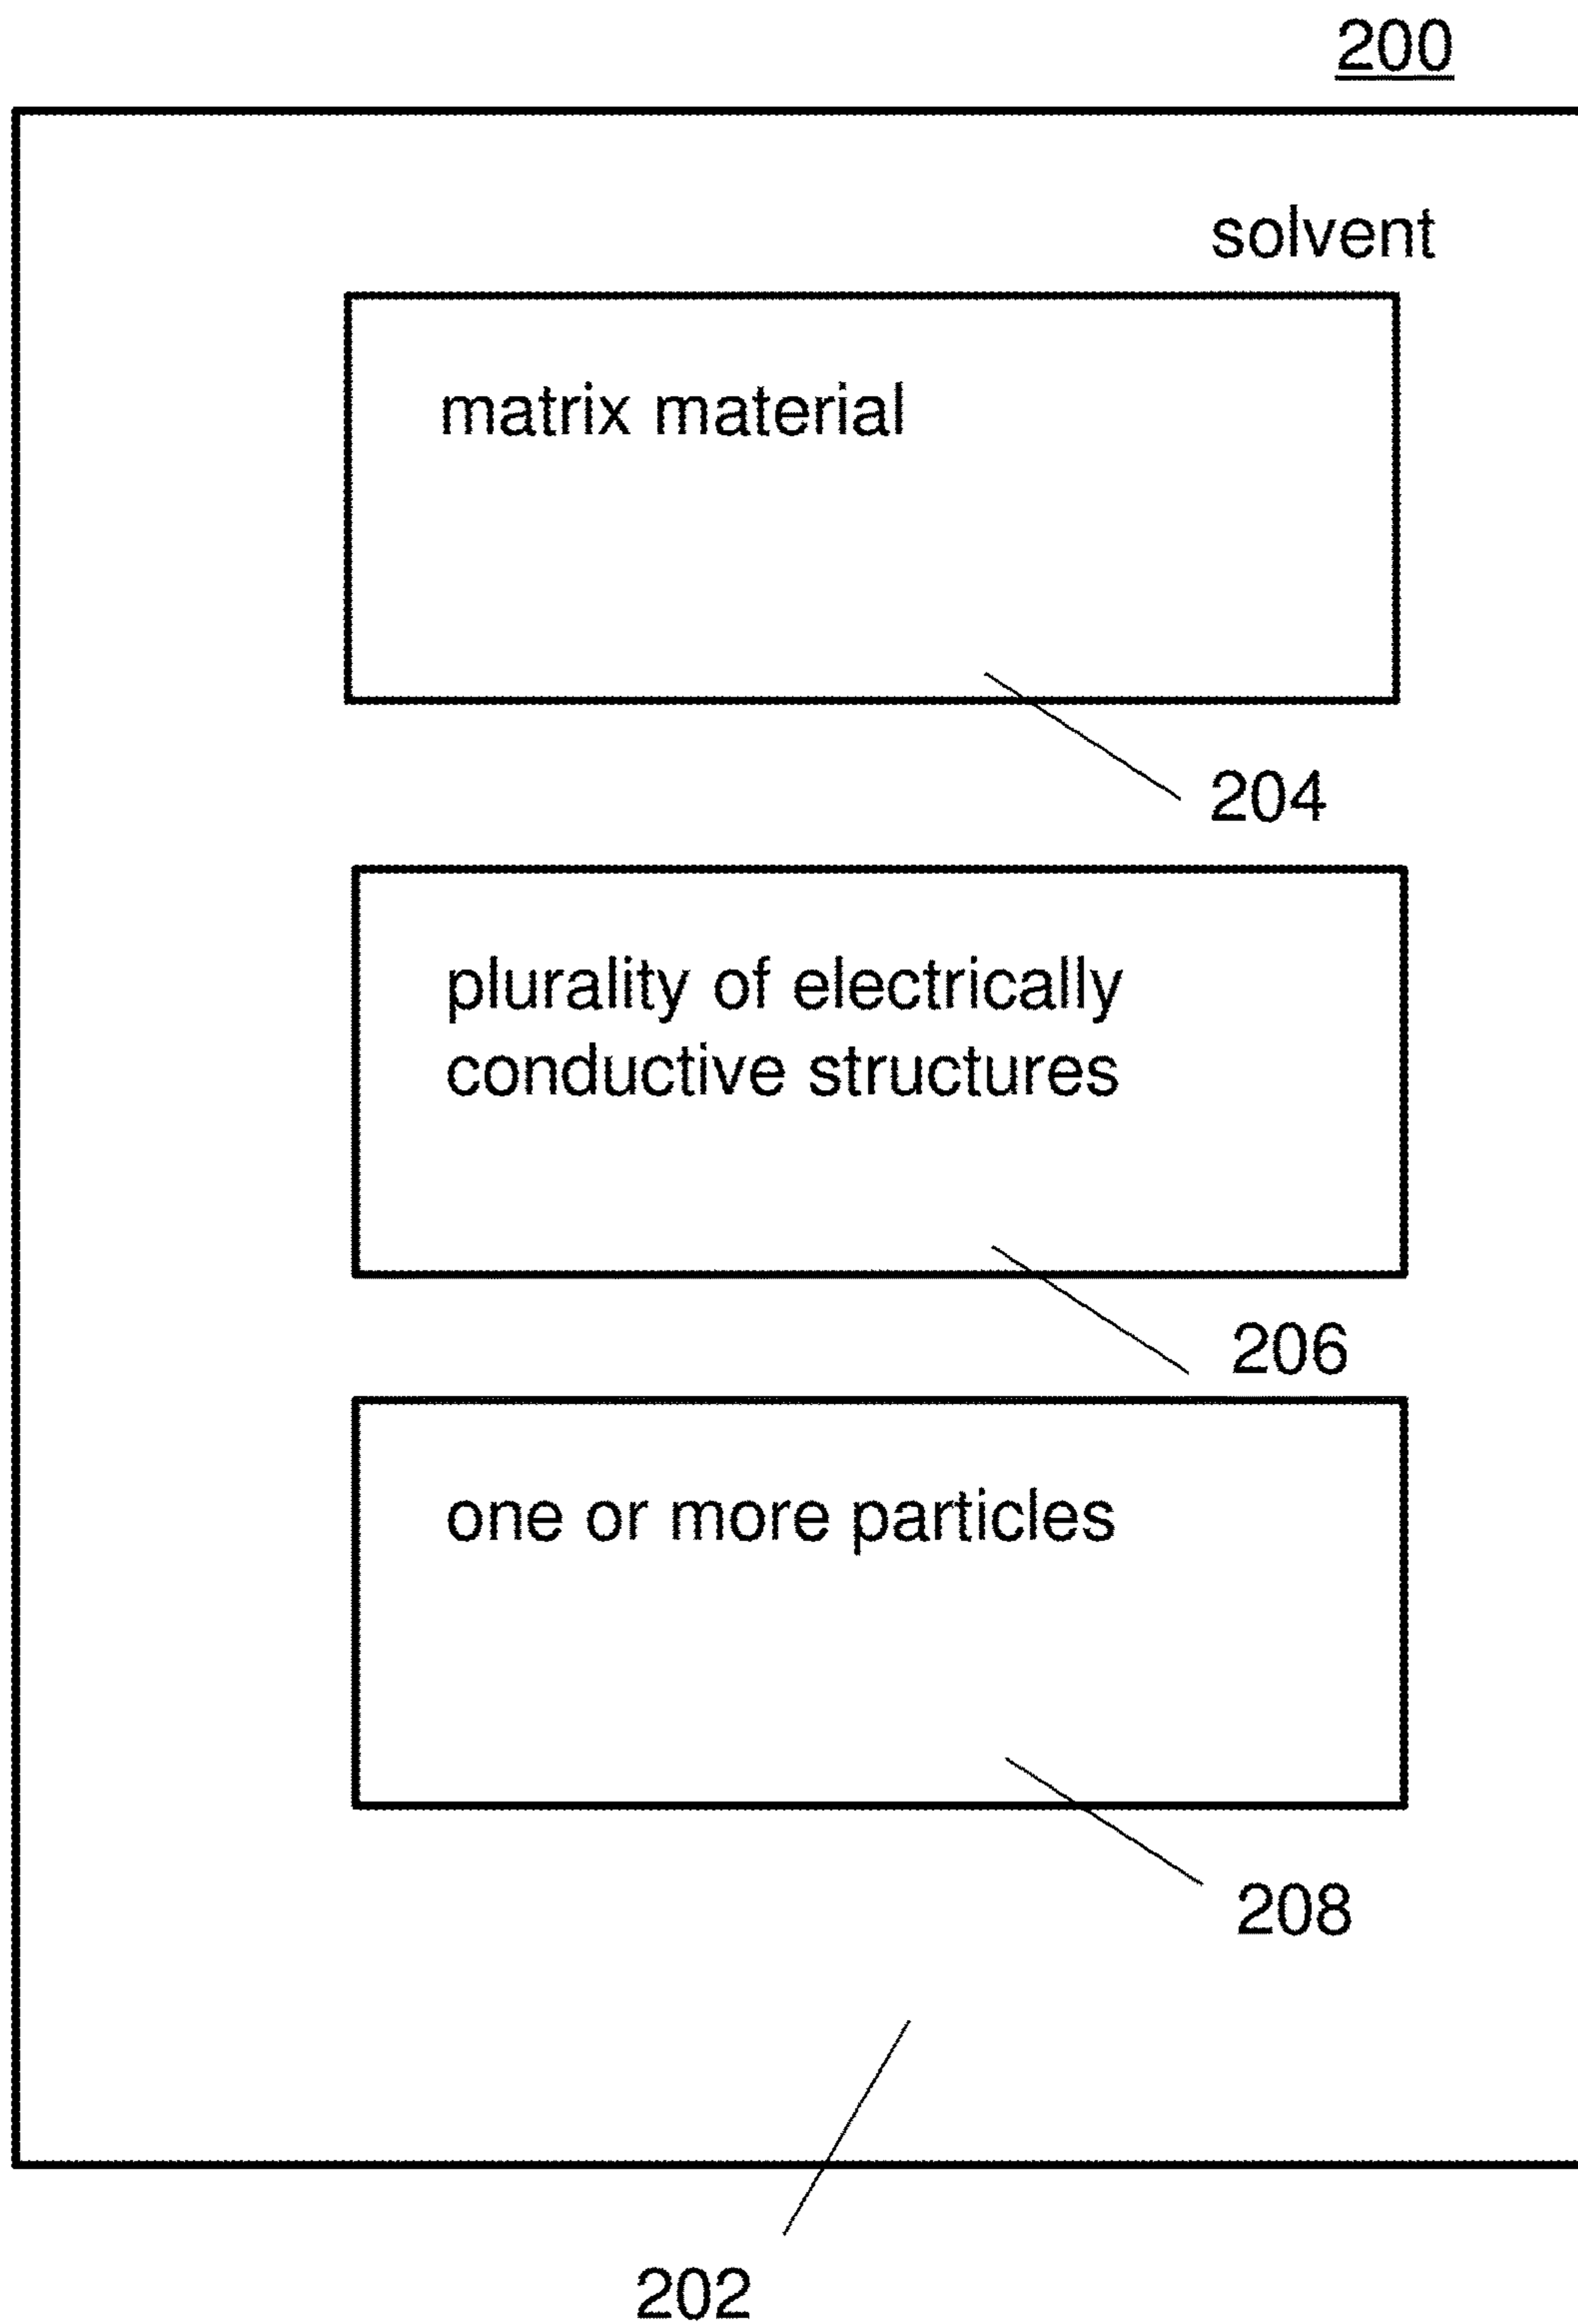 200
solvent
matrix material
204
plurality of electrically
conductive structures
206
one or more particles
208
202